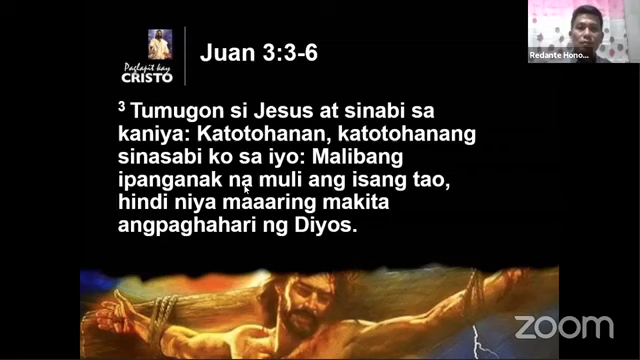 Paglapit kay
CRISTO
Juan 3:3-6
Redante Hono...
3 Tumugon si Jesus at sinabi sa
kaniya: Katotohanan, katotohanang
sinasabi ko sa iyo: Malibang
ipanganak na muli ang isang tao,
hindi niya maaaring makita
angpaghahari ng Diyos.
zoom